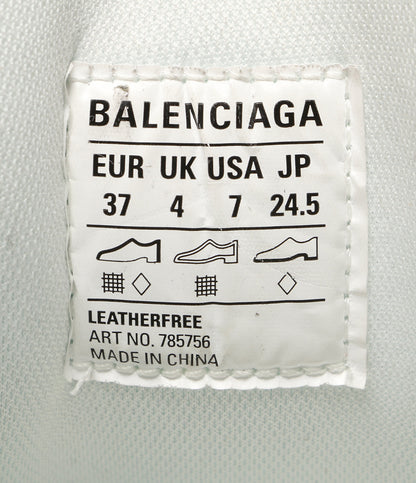 BALENCIAGA
EUR UK USA JP
37 4 7 24.5
LEATHERFREE
ART NO. 785756
MADE IN CHINA